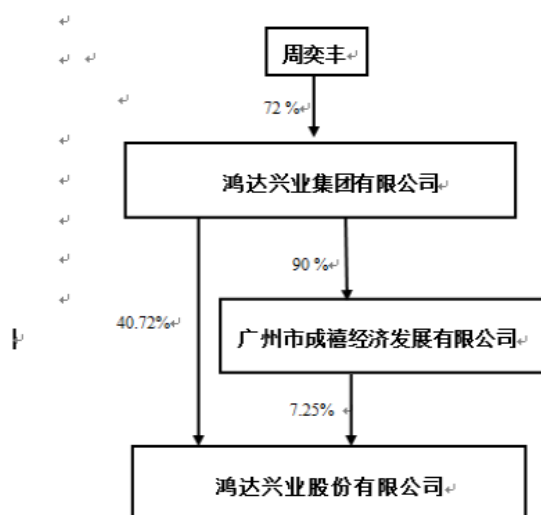 周奕丰
72 %
鸿达兴业集团有限公司
90 %
40.72%
广州市成禧经济发展有限公司
7.25%
鸿达兴业股份有限公司